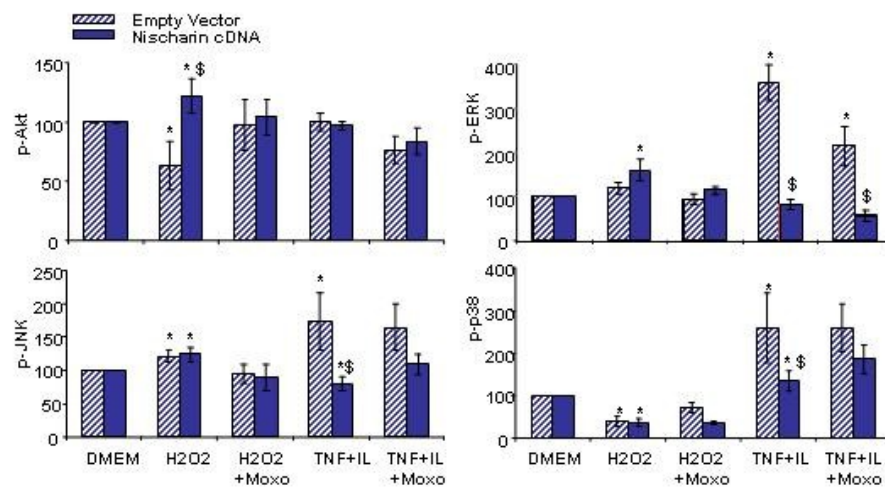 Empty Vector
Nischarin cDNA
p-Akt
150
100
50
0
* *$
p-ERK
400
300
200
100
0
* * $ * $
p-JNK
250
200
150
100
50
0
* * * *$
DMEM H2O2 H2O2 TNF+IL TNF+IL
+Moxo +Moxo
p-p38
400
300
200
100
0
* * * *$
DMEM H2O2 H2O2 TNF+IL TNF+IL
+Moxo +Moxo